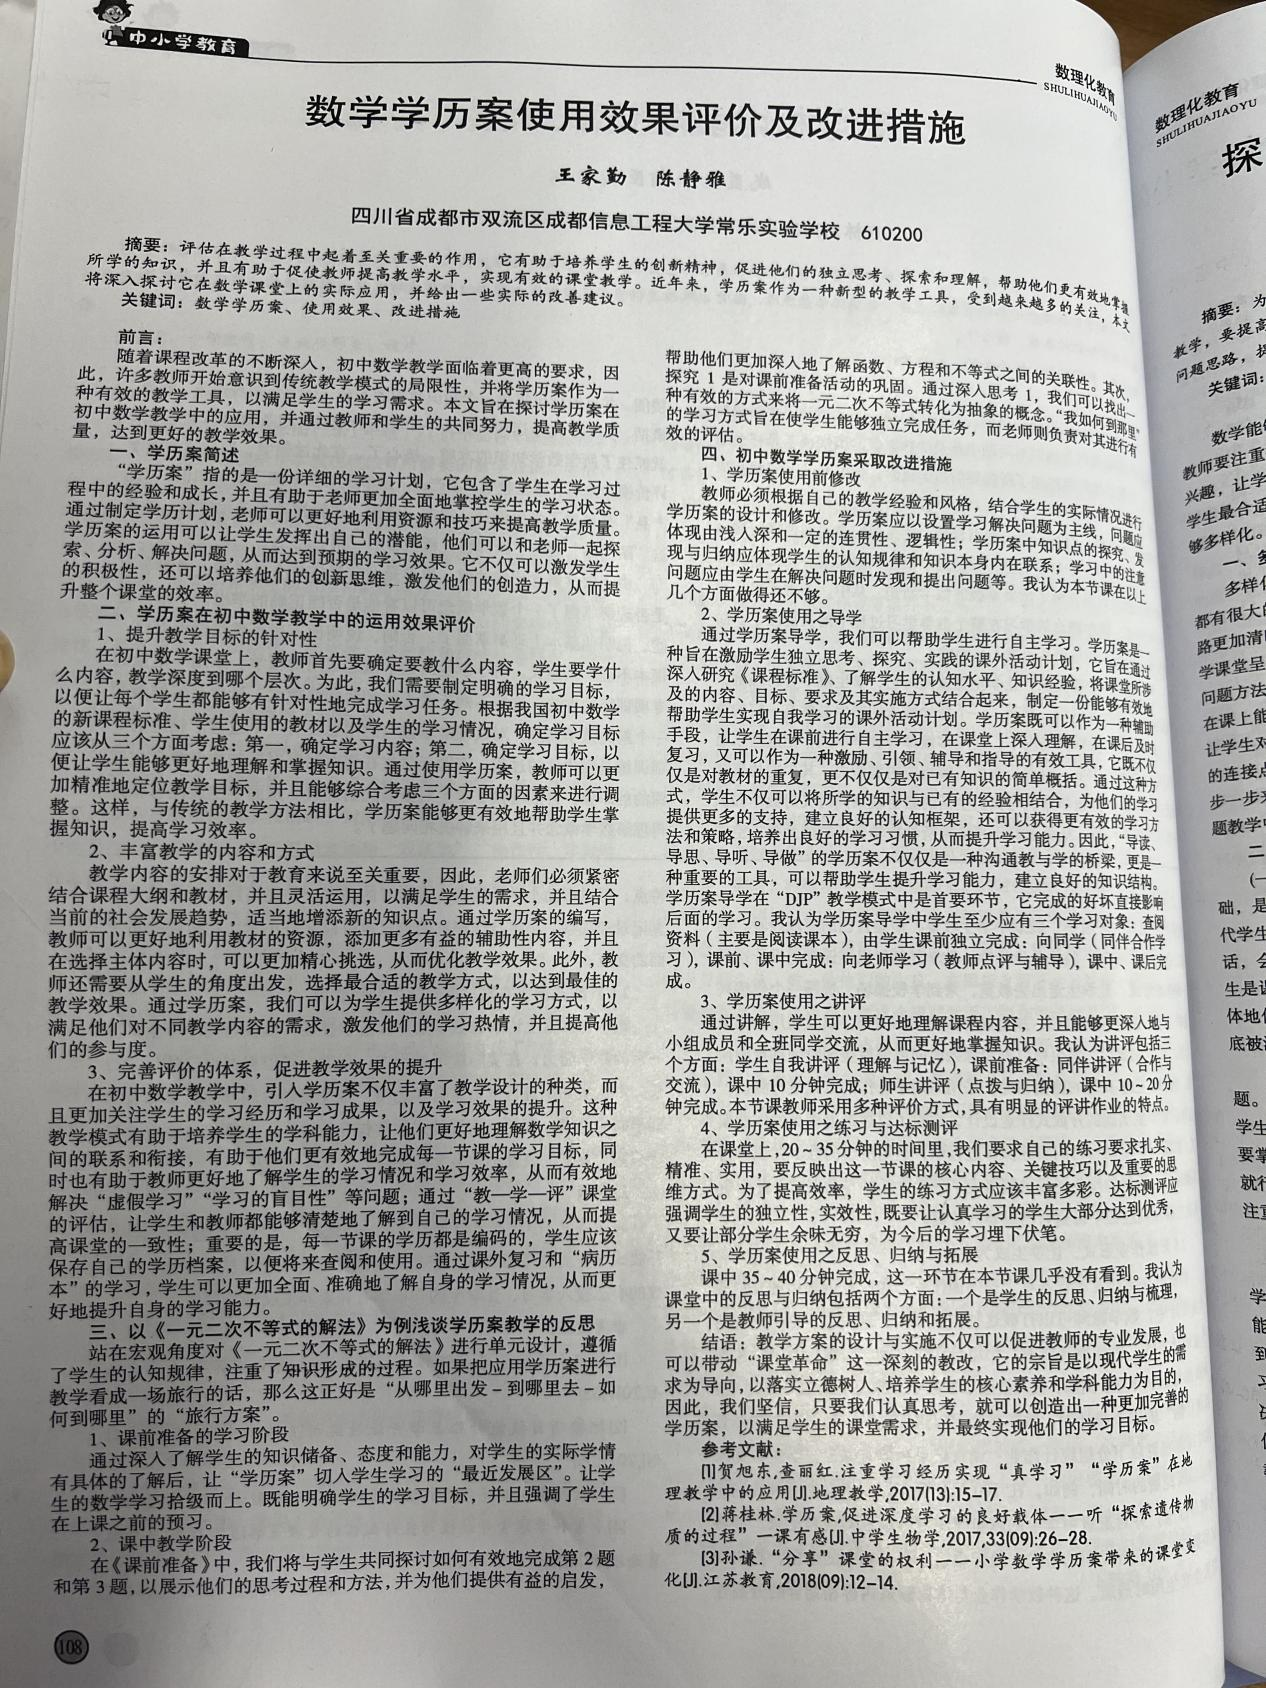 中小学教育
数理化教育
SHULIHUAJIAOYU
数学学历案使用效果评价及改进措施
王家勤 陈静雅
四川省成都市双流区成都信息工程大学常乐实验学校 610200
摘要：评估在教学过程中起着至关重要的作用，它有助于培养学生的创新精神，促进他们的独立思考、探索和理解，帮助他们更有效地掌握
所学的知识，并且有助于促使教师提高教学水平，实现有效的课堂教学。近年来，学历案作为一种新型的教学工具，受到越来越多的关注，本文
将深入探讨它在数学课堂上的实际应用，并给出一些实际的改善建议。
关键词：数学学历案、使用效果、改进措施
前言：
随着课程改革的不断深人，初中数学教学面临着更高的要求，因
此，许多教师开始意识到传统教学模式的局限性，并将学历案作为一
种有效的教学工具，以满足学生的学习需求。本文旨在探讨学历案在
初中数学教学中的应用，并通过教师和学生的共同努力，提高教学质
量，达到更好的教学效果。
一、学历案简述
“学历案”指的是一份详细的学习计划，它包含了学生在学习过
程中的经验和成长，并且有助于老师更加全面地掌控学生的学习状态。
通过制定学历计划，老师可以更好地利用资源和技巧来提高教学质量。
学历案的运用可以让学生发挥出自己的潜能，他们可以和老师一起探
索、分析、解决问题，从而达到预期的学习效果。它不仅可以激发学生
的积极性，还可以培养他们的创新思维，激发他们的创造力，从而提
升整个课堂的效率。
二、学历案在初中数学教学中的运用效果评价
1、提升教学目标的针对性
在初中数学课堂上，教师首先要确定要教什么内容，学生要学什
么内容，教学深度到哪个层次。为此，我们需要制定明确的学习目标，
以便让每个学生都能够有针对性地完成学习任务。根据我国初中数学
的新课程标准、学生使用的教材以及学生的学习情况，确定学习目标
应该从三个方面考虑：第一，确定学习内容；第二，确定学习目标，以
便让学生能够更好地理解和掌握知识。通过使用学历案，教师可以更
加精准地定位教学目标，并且能够综合考虑三个方面的因素来进行调
整。这样，与传统的教学方法相比，学历案能够更有效地帮助学生掌
握知识，提高学习效率。
2、丰富教学的内容和方式
教学内容的安排对于教育来说至关重要，因此，老师们必须紧密
结合课程大纲和教材，并且灵活运用，以满足学生的需求，并且结合
当前的社会发展趋势，适当地增添新的知识点。通过学历案的编写，
教师可以更好地利用教材的资源，添加更多有益的辅助性内容，并且
在选择主体内容时，可以更加精心挑选，从而优化教学效果。此外，教
师还需要从学生的角度出发，选择最合适的教学方式，以达到最佳的
教学效果。通过学历案，我们可以为学生提供多样化的学习方式，以
满足他们对不同教学内容的需求，激发他们的学习热情，并且提高他
们的参与度。
3、完善评价的体系，促进教学效果的提升
在初中数学教学中，引入学历案不仅丰富了教学设计的种类，而
且更加关注学生的学习经历和学习成果，以及学习效果的提升。这种
教学模式有助于培养学生的学科能力，让他们更好地理解数学知识之
间的联系和衔接，有助于他们更有效地完成每一节课的学习目标，同
时也有助于教师更好地了解学生的学习情况和学习效率，从而有效地
解决“虚假学习”“学习的盲目性”等问题；通过“教—学—评”课堂
的评估，让学生和教师都能够清楚地了解到自己的学习情况，从而提
高课堂的一致性；重要的是，每一节课的学历都是编码的，学生应该
保存自己的学历档案，以便将来查阅和使用。通过课外复习和“病历
本”的学习，学生可以更加全面、准确地了解自身的学习情况，从而更
好地提升自身的学习能力。
三、以《一元二次不等式的解法》为例浅谈学历案教学的反思
站在宏观角度对《一元二次不等式的解法》进行单元设计，遵循
了学生的认知规律，注重了知识形成的过程。如果把应用学历案进行
教学看成一场旅行的话，那么这正好是“从哪里出发－到哪里去－如
何到哪里”的“旅行方案”。
1、课前准备的学习阶段
通过深人了解学生的知识储备、态度和能力，对学生的实际学情
有具体的了解后，让“学历案”切人学生学习的“最近发展区”。让学
生的数学学习拾级而上。既能明确学生的学习目标，并且强调了学生
在上课之前的预习。
2、课中教学阶段
在《课前准备》中，我们将与学生共同探讨如何有效地完成第 2 题
和第 3 题，以展示他们的思考过程和方法，并为他们提供有益的启发，
帮助他们更加深人地了解函数、方程和不等式之间的关联性。其次，
探究 1 是对课前准备活动的巩固。通过深人思考 1，我们可以找出一
种有效的方式来将一元二次不等式转化为抽象的概念。“我如何到那里”
的学习方式旨在使学生能够独立完成任务，而老师则负责对其进行有
效的评估。
四、初中数学学历案采取改进措施
1、学历案使用前修改
教师必须根据自己的教学经验和风格，结合学生的实际情况进行
学历案的设计和修改。学历案应以设置学习解决问题为主线，问题应
体现由浅人深和一定的连贯性、逻辑性；学历案中知识点的探究、发
现与归纳应体现学生的认知规律和知识本身内在联系；学习中的注意
问题应由学生在解决问题时发现和提出问题等。我认为本节课在以上
几个方面做得还不够。
2、学历案使用之导学
通过学历案导学，我们可以帮助学生进行自主学习。学历案是一
种旨在激励学生独立思考、探究、实践的课外活动计划，它旨在通过
深人研究《课程标准》、了解学生的认知水平、知识经验，将课堂所涉
及的内容、目标、要求及其实施方式结合起来，制定一份能够有效地
帮助学生实现自我学习的课外活动计划。学历案既可以作为一种辅助
手段，让学生在课前进行自主学习，在课堂上深人理解，在课后及时
复习，又可以作为一种激励、引领、辅导和指导的有效工具，它既不仅
仅是对教材的重复，更不仅仅是对已有知识的简单概括。通过这种方
式，学生不仅可以将所学的知识与已有的经验相结合，为他们的学习
提供更多的支持，建立良好的认知框架，还可以获得更有效的学习方
法和策略，培养出良好的学习习惯，从而提升学习能力。因此，“导读、
导思、导听、导做”的学历案不仅仅是一种沟通教与学的桥梁，更是一
种重要的工具，可以帮助学生提升学习能力，建立良好的知识结构。
学历案导学在“DJP”教学模式中是首要环节，它完成的好坏直接影响
后面的学习。我认为学历案导学中学生至少应有三个学习对象：查阅
资料（主要是阅读课本），由学生课前独立完成：向同学（同伴合作学
习），课前、课中完成：向老师学习（教师点评与辅导），课中、课后完
成。
3、学历案使用之讲评
通过讲解，学生可以更好地理解课程内容，并且能够更深人地与
小组成员和全班同学交流，从而更好地掌握知识。我认为讲评包括三
个方面：学生自我讲评（理解与记忆），课前准备：同伴讲评（合作与
交流），课中 10 分钟完成；师生讲评（点拨与归纳），课中 10～20分
钟完成。本节课教师采用多种评价方式，具有明显的评讲作业的特点。
4、学历案使用之练习与达标测评
在课堂上，20～35分钟的时间里，我们要求自己的练习要求扎实、
精准、实用，要反映出这一节课的核心内容、关键技巧以及重要的思
维方式。为了提高效率，学生的练习方式应该丰富多彩。达标测评应
强调学生的独立性，实效性，既要让认真学习的学生大部分达到优秀，
又要让部分学生余味无穷，为今后的学习埋下伏笔。
5、学历案使用之反思、归纳与拓展
课中 35～40 分钟完成，这一环节在本节课几乎没有看到。我认为
课堂中的反思与归纳包括两个方面；一个是学生的反思、归纳与梳理，
另一个是教师引导的反思、归纳和拓展。
结语：教学方案的设计与实施不仅可以促进教师的专业发展，也
可以带动“课堂革命”这一深刻的教改，它的宗旨是以现代学生的需
求为导向，以落实立德树人、培养学生的核心素养和学科能力为目的，
因此，我们坚信，只要我们认真思考，就可以创造出一种更加完善的
学历案，以满足学生的课堂需求，并最终实现他们的学习目标。
参考文献：
[1]贺旭东,查丽红.注重学习经历实现“真学习”“学历案”在地
理教学中的应用[J].地理教学,2017(13):15-17.
[2]蒋桂林.学历案,促进深度学习的良好载体——听“探索遗传物
质的过程”一课有感[J].中学生物学,2017,33(09):26-28.
[3]孙谦.“分享”课堂的权利——小学数学学历案带来的课堂变
化[J].江苏教育,2018(09):12-14.
108
数理化教育
SHULIHUAJIAOYU
探
摘要：为
教学，要提高
问题思路，提
关键词：
数学能够
教师要注重
兴趣，让学
学生最合适
够多样化。
一、多
多样化
都有很大的
路更加清
学课堂呈
问题方法
在课上能
让学生对
的连接点
步一步来
题教学中
二
(一
础，是
代学生
话，会
生是课
体地位
底被
题。
学生
要掌
就行
注重
学
能
到